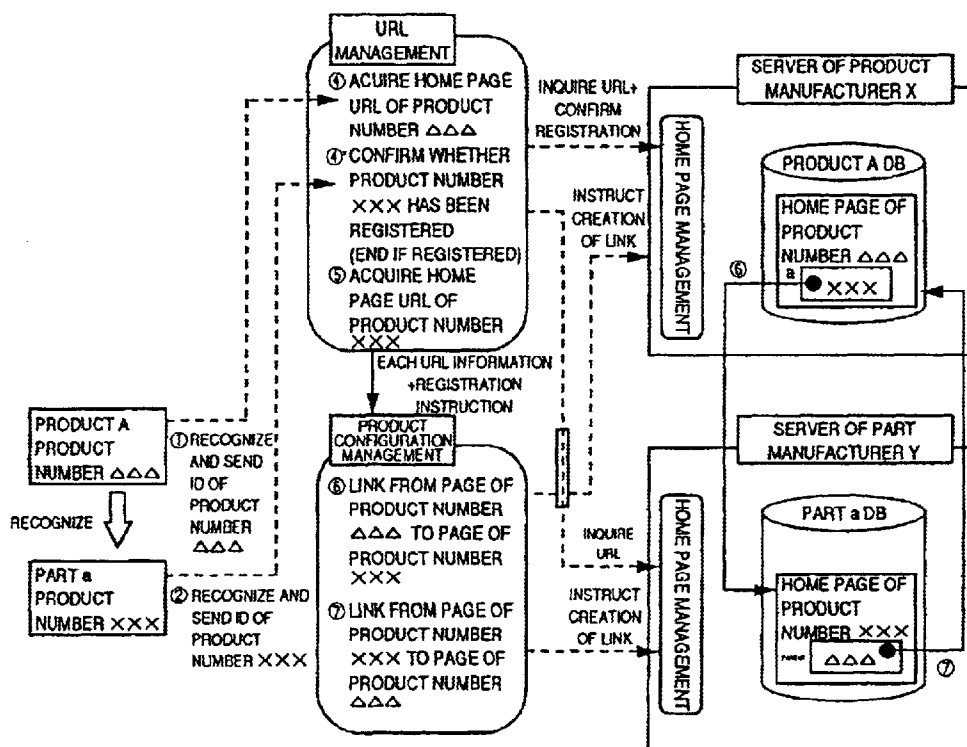 URL
MANAGEMENT
④ ACUIRE HOME PAGE
URL OF PRODUCT
NUMBER △△△
④' CONFIRM WHETHER
PRODUCT NUMBER
××× HAS BEEN
REGISTERED
(END IF REGISTERED)
⑤ ACQUIRE HOME
PAGE URL OF
PRODUCT NUMBER
×××
INQUIRE URL+
CONFIRM
REGISTRATION
INSTRUCT
CREATION
OF LINK
HOME PAGE MANAGEMENT
SERVER OF PRODUCT
MANUFACTURER X
PRODUCT A DB
HOME PAGE OF
PRODUCT
NUMBER △△△
a
×××
⑥
EACH URL INFORMATION
+REGISTRATION
INSTRUCTION
PRODUCT A
PRODUCT
NUMBER △△△
① RECOGNIZE
AND SEND
ID OF
PRODUCT
NUMBER
△△△
RECOGNIZE
PART a
PRODUCT
NUMBER ×××
② RECOGNIZE AND
SEND ID OF
PRODUCT
NUMBER ×××
PRODUCT
CONFIGURATION
MANAGEMENT
⑥ LINK FROM PAGE OF
PRODUCT NUMBER
△△△ TO PAGE OF
PRODUCT NUMBER
×××
⑦ LINK FROM PAGE OF
PRODUCT NUMBER
××× TO PAGE OF
PRODUCT NUMBER
△△△
INQUIRE
URL
INSTRUCT
CREATION
OF LINK
HOME PAGE MANAGEMENT
SERVER OF PART
MANUFACTURER Y
PART a DB
HOME PAGE OF
PRODUCT
NUMBER ×××
△△△
⑦